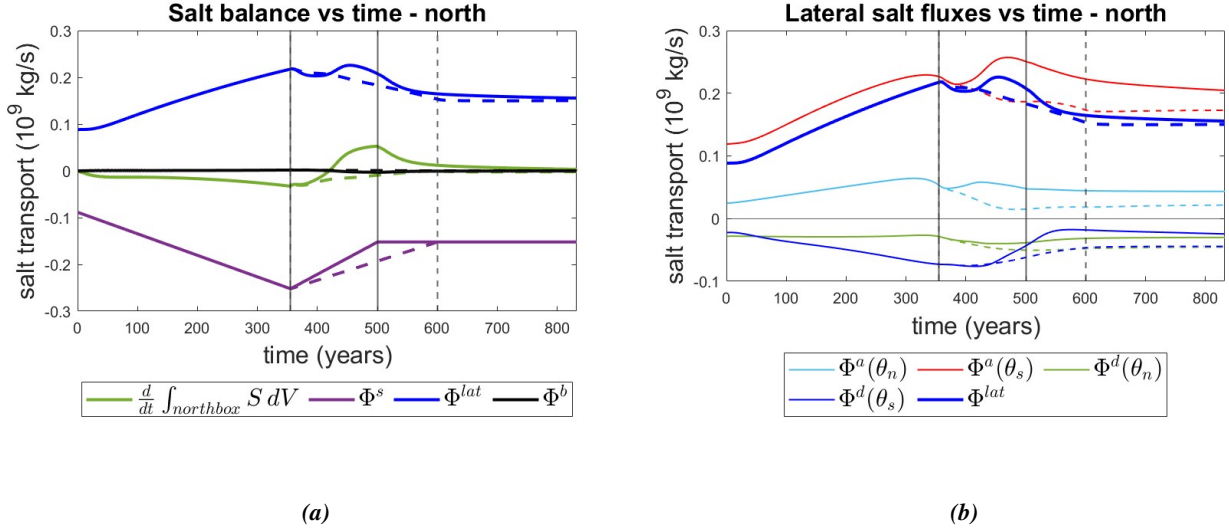 Salt balance vs time - north
salt transport (10^9 kg/s)
0.3
0.2
0.1
0
-0.1
-0.2
-0.3
0 100 200 300 400 500 600 700 800
time (years)
d/dt ∫_northbox S dV Φ^s Φ^lat Φ^b
(a)
Lateral salt fluxes vs time - north
salt transport (10^9 kg/s)
0.3
0.2
0.1
0
-0.1
0 100 200 300 400 500 600 700 800
time (years)
Φ^a(θ_n) Φ^a(θ_s) Φ^d(θ_n)
Φ^d(θ_s) Φ^lat
(b)